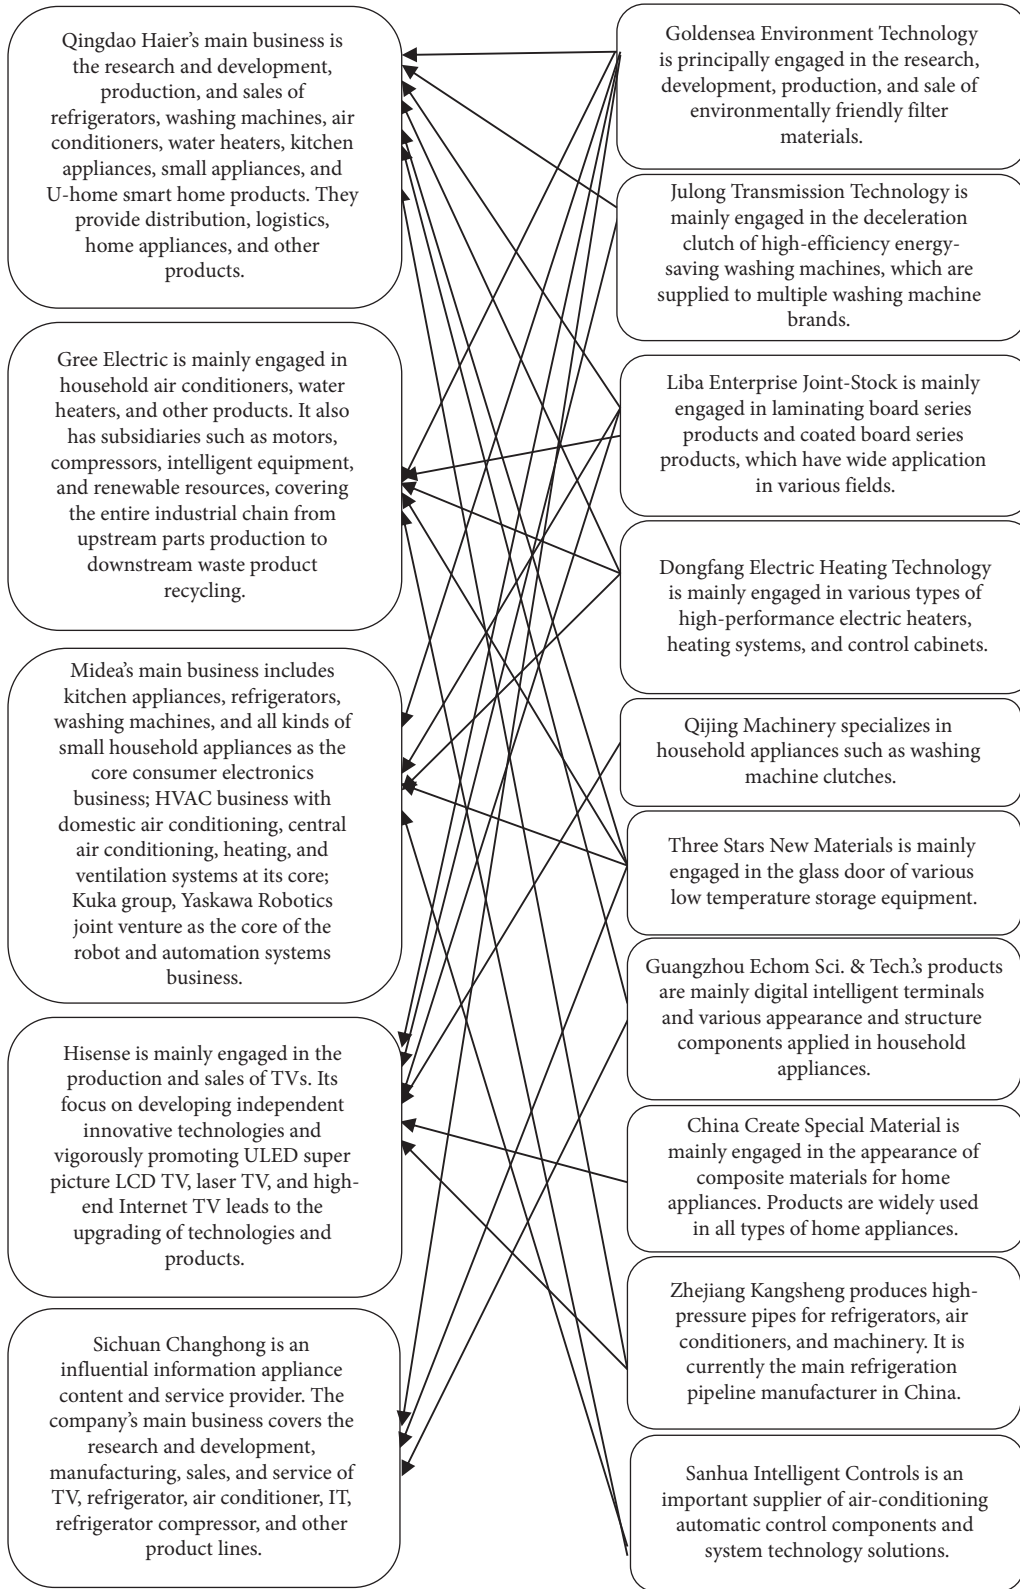 Qingdao Haier's main business is
the research and development,
production, and sales of
refrigerators, washing machines, air
conditioners, water heaters, kitchen
appliances, small appliances, and
U-home smart home products. They
provide distribution, logistics,
home appliances, and other
products.
Gree Electric is mainly engaged in
household air conditioners, water
heaters, and other products. It also
has subsidiaries such as motors,
compressors, intelligent equipment,
and renewable resources, covering
the entire industrial chain from
upstream parts production to
downstream waste product
recycling.
Midea's main business includes
kitchen appliances, refrigerators,
washing machines, and all kinds of
small household appliances as the
core consumer electronics
business; HVAC business with
domestic air conditioning, central
air conditioning, heating, and
ventilation systems at its core;
Kuka group, Yaskawa Robotics
joint venture as the core of the
robot and automation systems
business.
Hisense is mainly engaged in the
production and sales of TVs. Its
focus on developing independent
innovative technologies and
vigorously promoting ULED super
picture LCD TV, laser TV, and high-
end Internet TV leads to the
upgrading of technologies and
products.
Sichuan Changhong is an
influential information appliance
content and service provider. The
company's main business covers the
research and development,
manufacturing, sales, and service of
TV, refrigerator, air conditioner, IT,
refrigerator compressor, and other
product lines.
Goldensea Environment Technology
is principally engaged in the research,
development, production, and sale of
environmentally friendly filter
materials.
Julong Transmission Technology is
mainly engaged in the deceleration
clutch of high-efficiency energy-
saving washing machines, which are
supplied to multiple washing machine
brands.
Liba Enterprise Joint-Stock is mainly
engaged in laminating board series
products and coated board series
products, which have wide application
in various fields.
Dongfang Electric Heating Technology
is mainly engaged in various types of
high-performance electric heaters,
heating systems, and control cabinets.
Qijing Machinery specializes in
household appliances such as washing
machine clutches.
Three Stars New Materials is mainly
engaged in the glass door of various
low temperature storage equipment.
Guangzhou Echom Sci. & Tech.'s products
are mainly digital intelligent terminals
and various appearance and structure
components applied in household
appliances.
China Create Special Material is
mainly engaged in the appearance of
composite materials for home
appliances. Products are widely used
in all types of home appliances.
Zhejiang Kangsheng produces high-
pressure pipes for refrigerators, air
conditioners, and machinery. It is
currently the main refrigeration
pipeline manufacturer in China.
Sanhua Intelligent Controls is an
important supplier of air-conditioning
automatic control components and
system technology solutions.